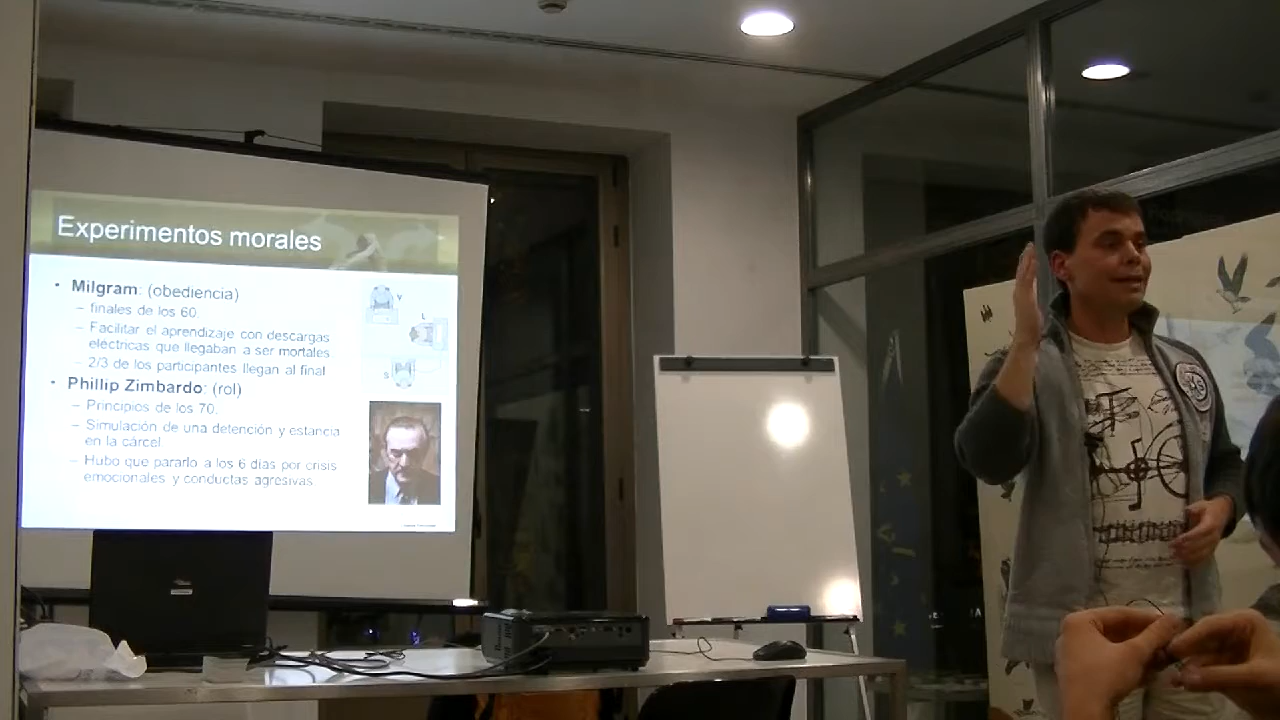 Experimentos morales
• Milgram: (obediencia)
– finales de los 60.
– Facilitar el aprendizaje con descargas
electricas que llegaban a ser mortales
– 2/3 de los participantes llegan al final
• Phillip Zimbardo: (rol)
– Principios de los 70.
– Simulación de una detención y estancia
en la cárcel
– Hubo que pararlo a los 6 días por crisis
emocionales y conductas agresivas
V
L
S